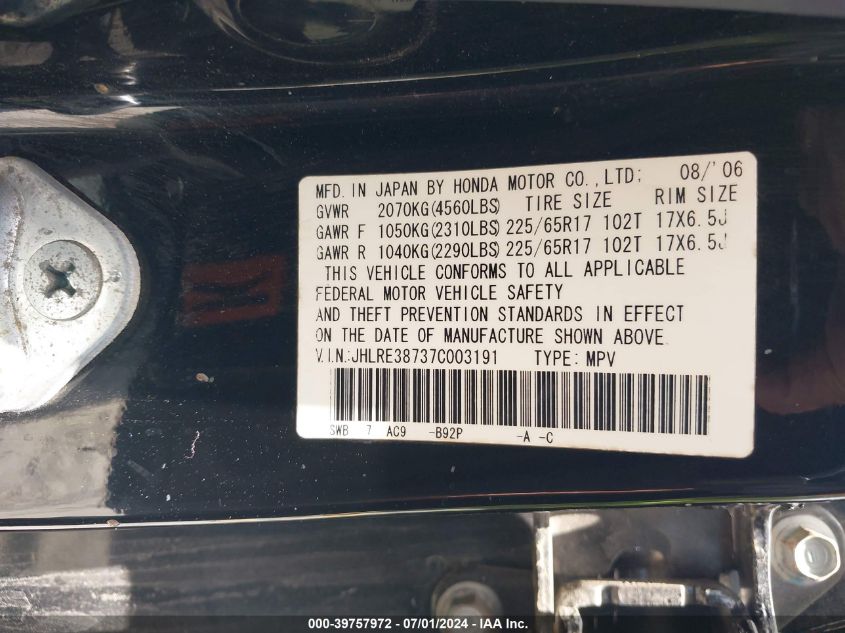 MFD. IN JAPAN BY HONDA MOTOR CO.,LTD; 08/'06
GVWR 2070KG(4560LBS) TIRE SIZE RIM SIZE
GAWR F 1050KG(2310LBS) 225/65R17 102T 17X6.5J
GAWR R 1040KG(2290LBS) 225/65R17 102T 17X6.5J
THIS VEHICLE CONFORMS TO ALL APPLICABLE
FEDERAL MOTOR VEHICLE SAFETY
AND THEFT PREVENTION STANDARDS IN EFFECT
ON THE DATE OF MANUFACTURE SHOWN ABOVE.
V.I.N.:JHLRE38737C003191 TYPE: MPV
SWB 7 AC9 -B92P -A -C
000-39757972 / 07/01/2024 - IAA Inc.